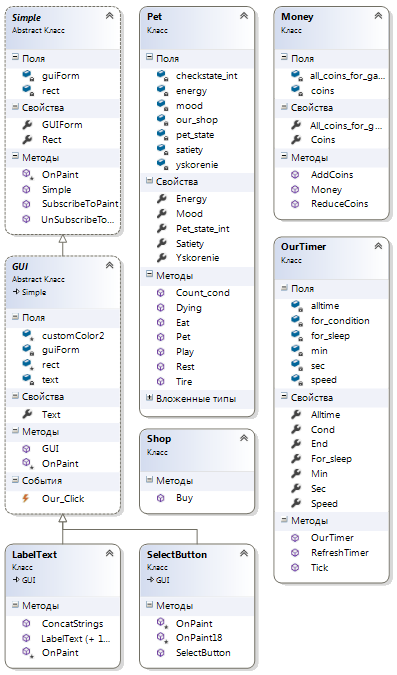 Simple
Abstract Класс
Поля
guiForm
rect
Свойства
GUIForm
Rect
Методы
OnPaint
Simple
SubscribeToPaint
UnSubscribeTo...
GUI
Abstract Класс
Simple
Поля
customColor2
guiForm
rect
text
Свойства
Text
Методы
GUI
OnPaint
События
Our_Click
LabelText
Класс
GUI
Методы
ConcatStrings
LabelText (+ 1...
OnPaint
Pet
Класс
Поля
checkstate_int
energy
mood
our_shop
pet_state
satiety
yskorenie
Свойства
Energy
Mood
Pet_state_int
Satiety
Yskorenie
Методы
Count_cond
Dying
Eat
Pet
Play
Rest
Tire
Вложенные типы
Shop
Класс
Методы
Buy
SelectButton
Класс
GUI
Методы
OnPaint
OnPaint18
SelectButton
Money
Класс
Поля
all_coins_for_ga...
coins
Свойства
All_coins_for_g...
Coins
Методы
AddCoins
Money
ReduceCoins
OurTimer
Класс
Поля
alltime
for_condition
for_sleep
min
sec
speed
Свойства
Alltime
Cond
End
For_sleep
Min
Sec
Speed
Методы
OurTimer
RefreshTimer
Tick